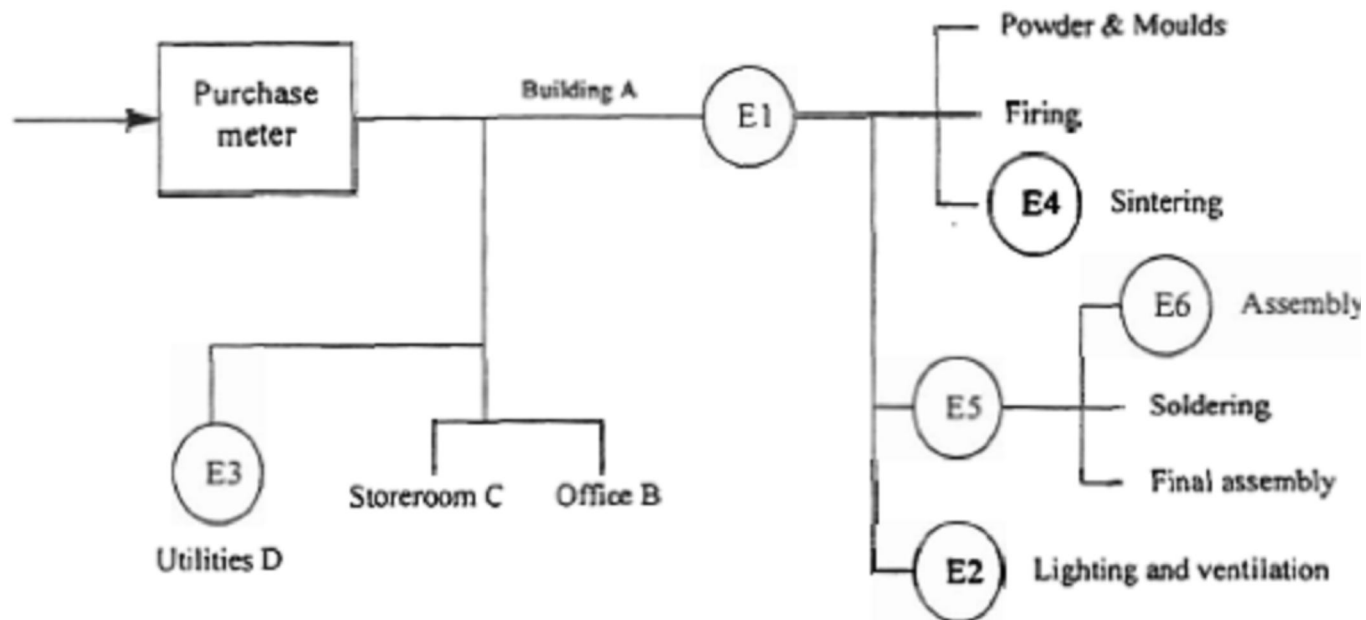 Powder & Moulds
Purchase
meter
Building A
E1
Firing
E4
Sintering
E6
Assembly
E5
Soldering
E3
Storeroom C
Office B
Final assembly
Utilities D
E2
Lighting and ventilation